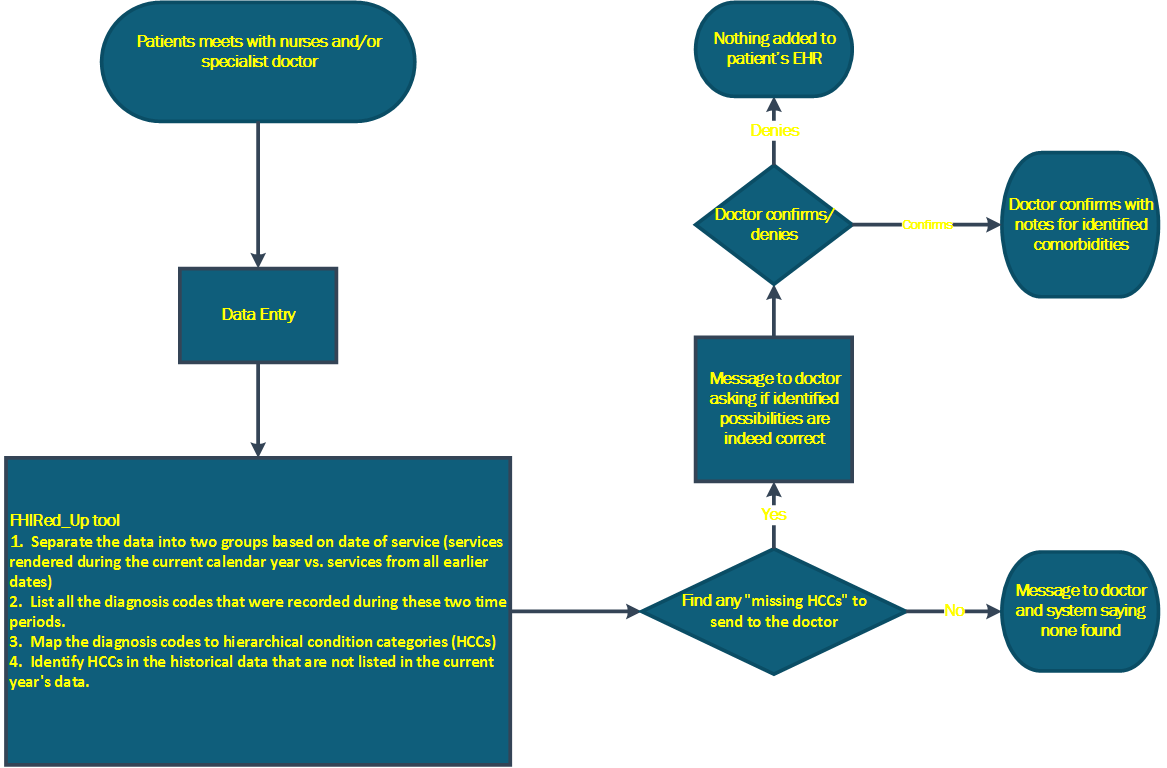 Patients meets with nurses and/or
specialist doctor
Data Entry
FHIRed_Up tool
1.  Separate the data into two groups based on date of service (services
rendered during the current calendar year vs. services from all earlier
dates)
2.  List all the diagnosis codes that were recorded during these two time
periods.
3.  Map the diagnosis codes to hierarchical condition categories (HCCs)
4.  Identify HCCs in the historical data that are not listed in the current
year's data.
Find any "missing HCCs" to
send to the doctor
No
Message to doctor
and system saying
none found
Yes
Message to doctor
asking if identified
possibilities are
indeed correct
Doctor confirms/
denies
Confirms
Doctor confirms with
notes for identified
comorbidities
Denies
Nothing added to
patient's EHR